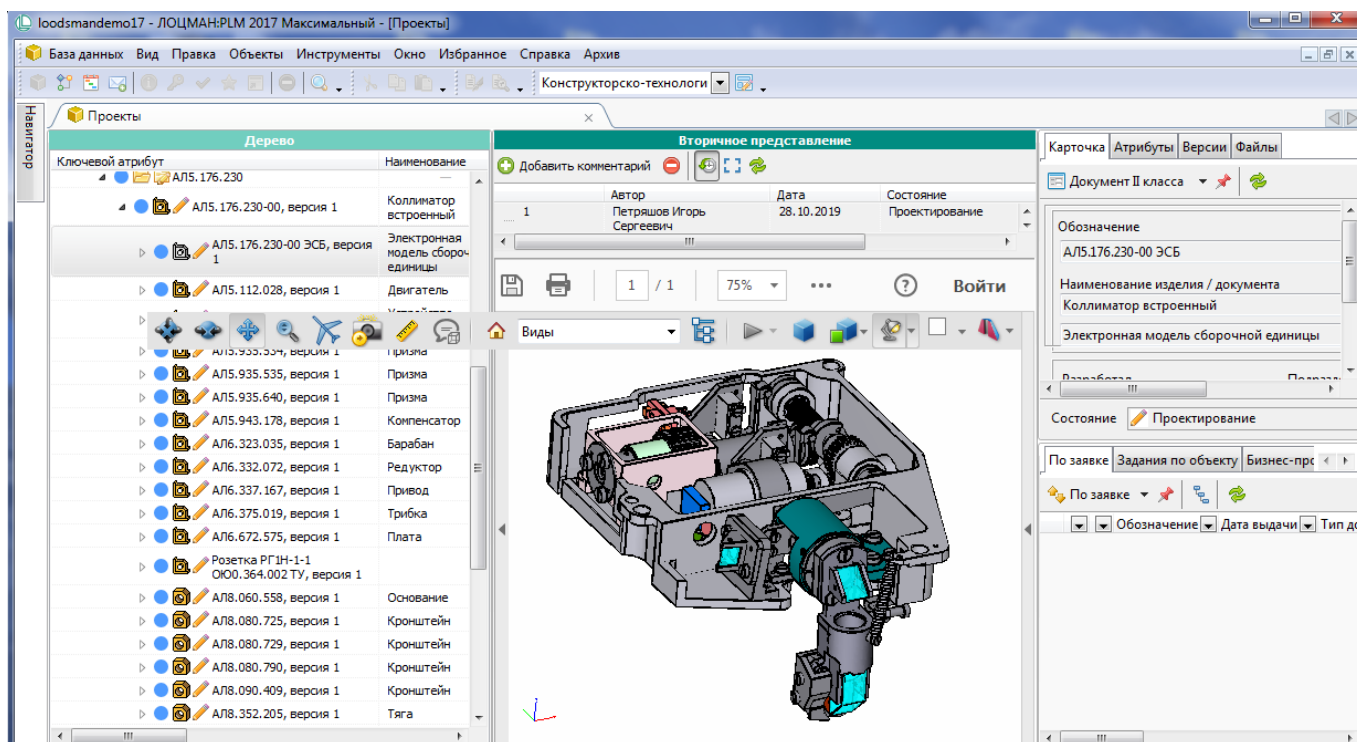 loodsmandemo17 - ЛОЦМАН:PLM 2017 Максимальный - [Проекты]
База данных Вид Правка Объекты Инструменты Окно Избранное Справка Архив
Конструкторско-технологи
Навигатор
Проекты
Дерево
Ключевой атрибут Наименование
АЛ5.176.230
АЛ5.176.230-00, версия 1 Коллиматор
встроенный
АЛ5.176.230-00 ЭСБ, версия
1
Электронная
модель сбороч
единицы
АЛ5.112.028, версия 1 Двигатель
АЛ5.935.534, версия 1 Призма
АЛ5.935.535, версия 1 Призма
АЛ5.935.640, версия 1 Призма
АЛ5.943.178, версия 1 Компенсатор
АЛ6.323.035, версия 1 Барабан
АЛ6.332.072, версия 1 Редуктор
АЛ6.337.167, версия 1 Привод
АЛ6.375.019, версия 1 Трибка
АЛ6.672.575, версия 1 Плата
Розетка РГ1Н-1-1
ОЮ0.364.002 ТУ, версия 1
АЛ8.060.558, версия 1 Основание
АЛ8.080.725, версия 1 Кронштейн
АЛ8.080.729, версия 1 Кронштейн
АЛ8.080.790, версия 1 Кронштейн
АЛ8.090.409, версия 1 Кронштейн
АЛ8.352.205, версия 1 Тяга
Вторичное представление
Добавить комментарий
Автор Дата Состояние
1 Петряшов Игорь 28.10.2019 Проектирование
Сергеевич
1 / 1 75% Войти
Виды
Карточка Атрибуты Версии Файлы
Документ II класса
Обозначение
АЛ5.176.230-00 ЭСБ
Наименование изделия / документа
Коллиматор встроенный
Электронная модель сборочной единицы
Состояние Проектирование
По заявке Задания по объекту Бизнес-прс
По заявке
Обозначение Дата выдачи Тип до